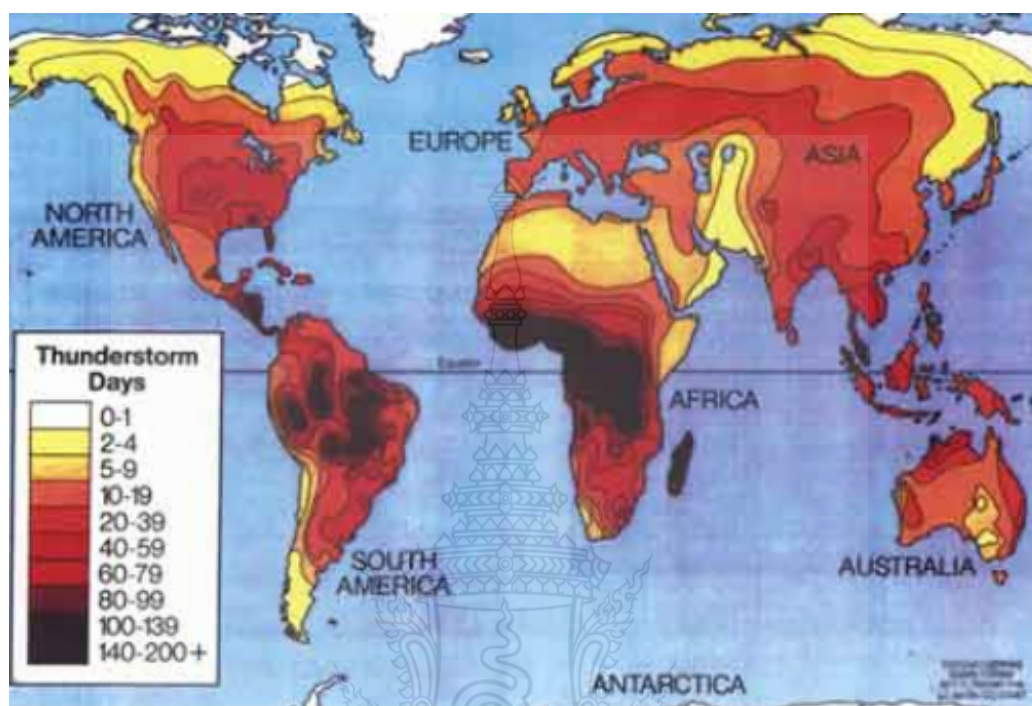 EUROPE
ASIA
NORTH
AMERICA
Thunderstorm
Days
0-1
2-4
5-9
10-19
20-39
40-59
60-79
80-99
100-139
140-200+
Equator
AFRICA
SOUTH
AMERICA
AUSTRALIA
ANTARCTICA